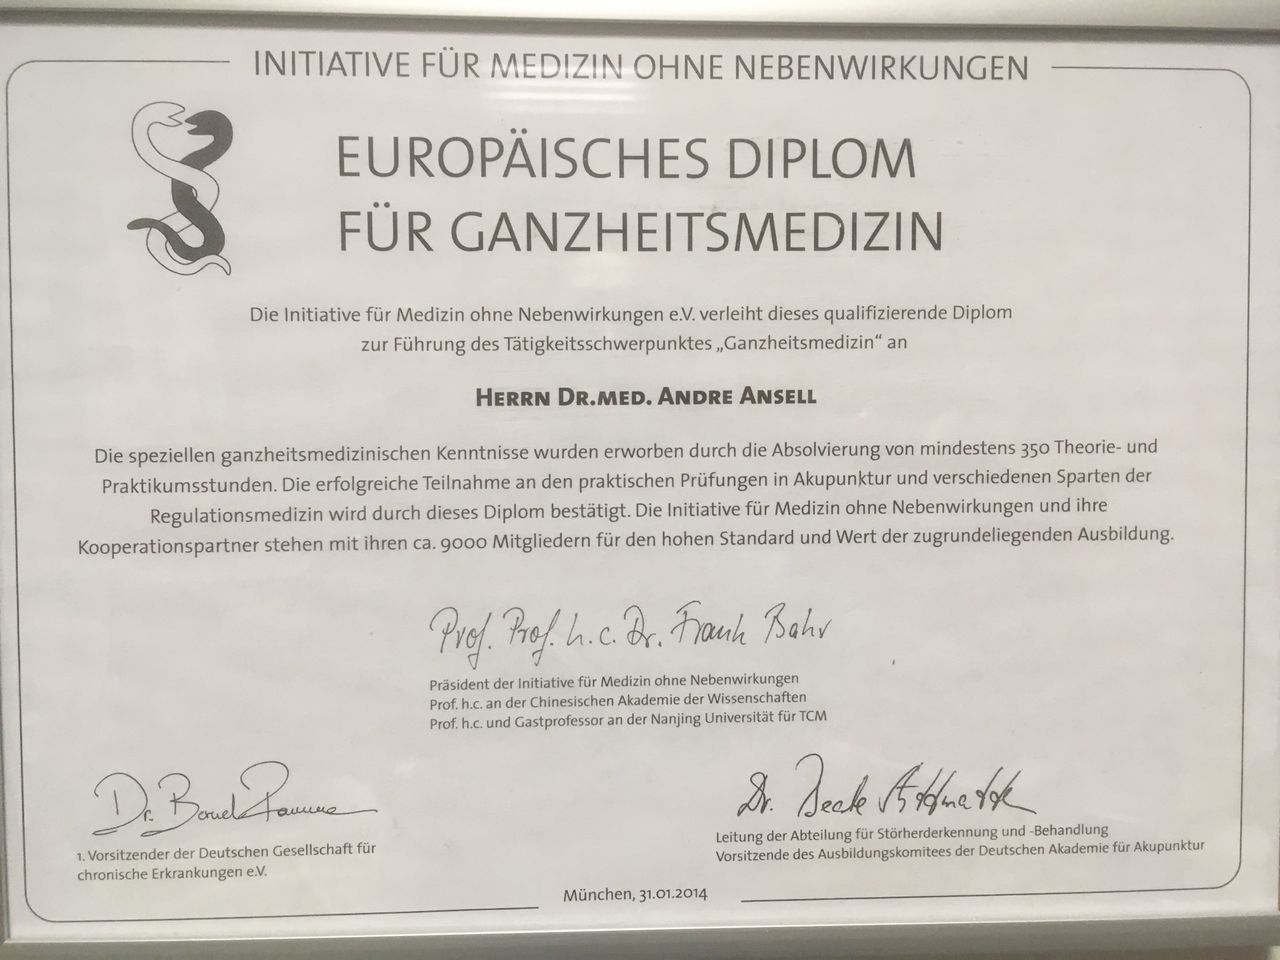 INITIATIVE FÜR MEDIZIN OHNE NEBENWIRKUNGEN
EUROPÄISCHES DIPLOM
FÜR GANZHEITSMEDIZIN
Die Initiative für Medizin ohne Nebenwirkungen e.V. verleiht dieses qualifizierende Diplom
zur Führung des Tätigkeitsschwerpunktes „Ganzheitsmedizin“ an
HERRN DR.MED. ANDRE ANSELL
Die speziellen ganzheitsmedizinischen Kenntnisse wurden erworben durch die Absolvierung von mindestens 350 Theorie- und
Praktikumsstunden. Die erfolgreiche Teilnahme an den praktischen Prüfungen in Akupunktur und verschiedenen Sparten der
Regulationsmedizin wird durch dieses Diplom bestätigt. Die Initiative für Medizin ohne Nebenwirkungen und ihre
Kooperationspartner stehen mit ihren ca. 9000 Mitgliedern für den hohen Standard und Wert der zugrundeliegenden Ausbildung.
Prof. Prof. h. c. Dr. Frank Bahr
Präsident der Initiative für Medizin ohne Nebenwirkungen
Prof. h.c. an der Chinesischen Akademie der Wissenschaften
Prof. h.c. und Gastprofessor an der Nanjing Universität für TCM
Dr.
1. Vorsitzender der Deutschen Gesellschaft für
chronische Erkrankungen e.V.
Dr.
Leitung der Abteilung für Störherderkennung und -Behandlung
Vorsitzende des Ausbildungskomitees der Deutschen Akademie für Akupunktur
München, 31.01.2014